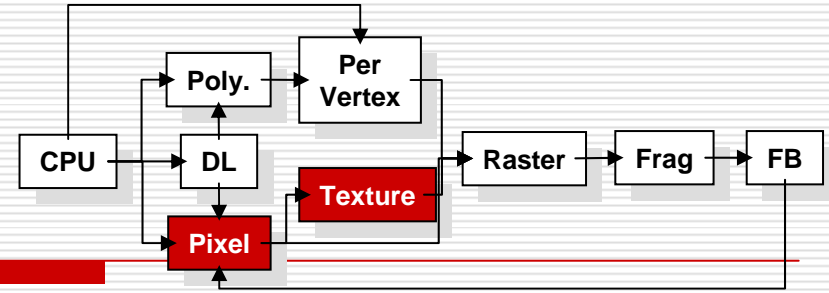 Per
Vertex
Poly.
CPU
DL
Raster
Frag
FB
Texture
Pixel